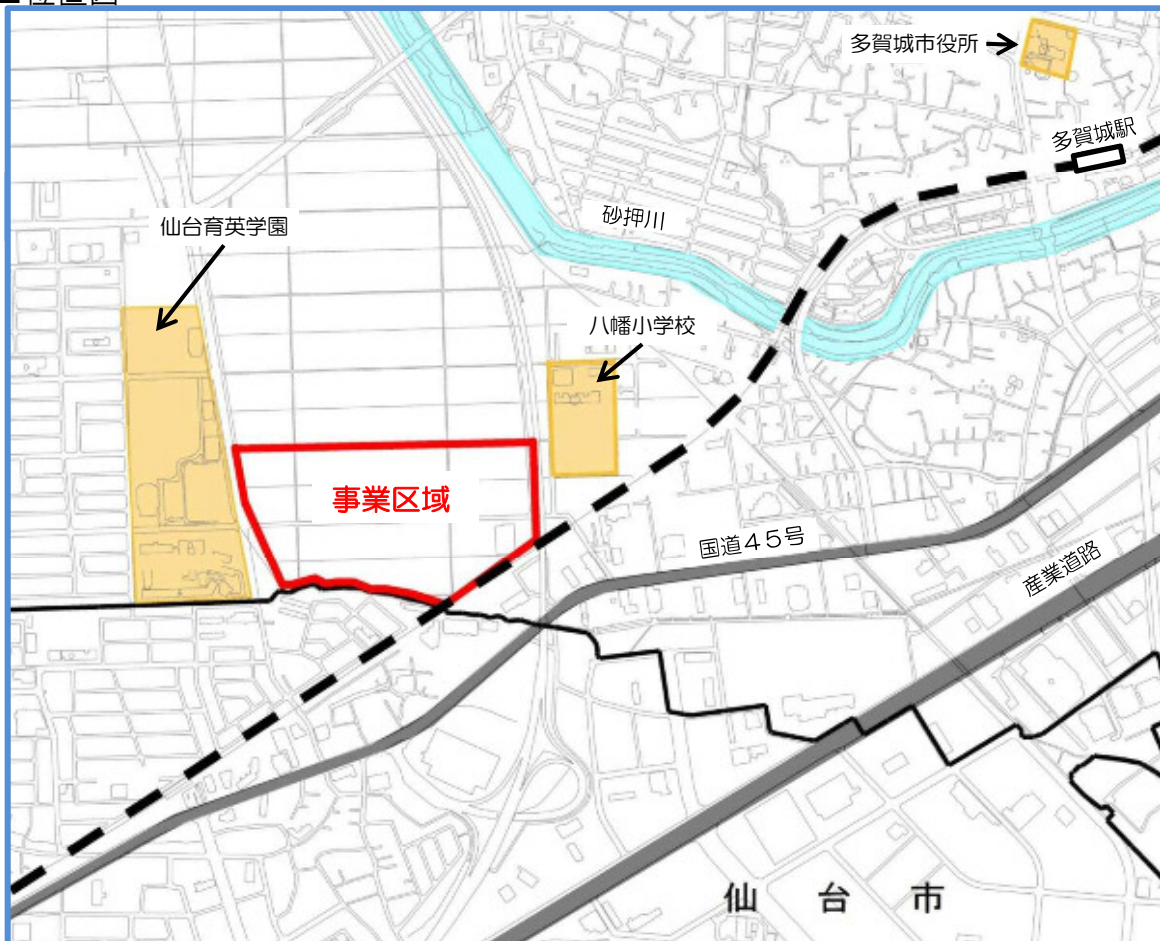 多賀城市役所
多賀城駅
砂押川
仙台育英学園
八幡小学校
事業区域
国道45号
産業道路
仙台市